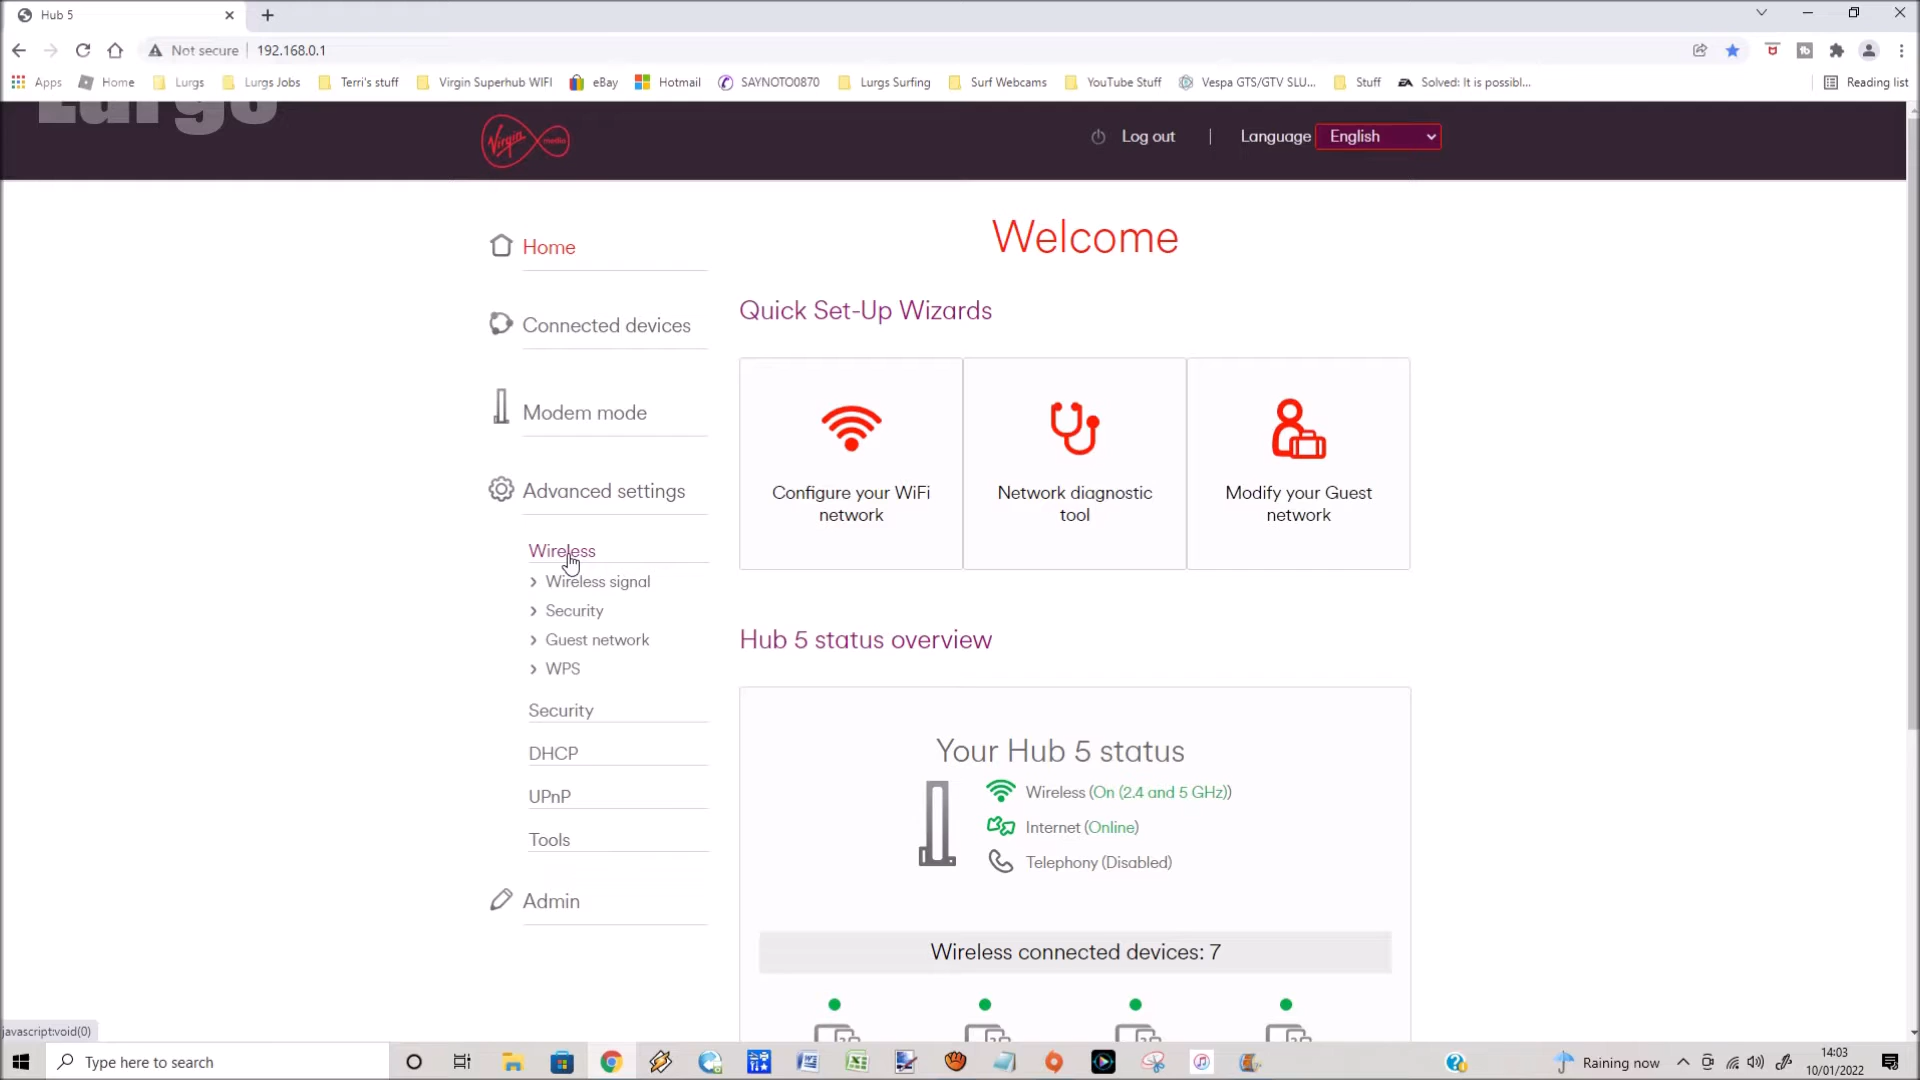 Hub 5
Not secure
192.168.0.1
Apps
Home
Lurgs
Lurgs Jobs
Terri's stuff
Virgin Superhub WIFI
eBay
Hotmail
SAYNOTO0870
Lurgs Surfing
Surf Webcams
YouTube Stuff
Vespa GTS/GTV SLU...
Stuff
Solved: It is possibl...
Reading list
Lurgo
Virgin media
Log out
|
Language
English
Home
Connected devices
Modem mode
Advanced settings
Wireless
> Wireless signal
> Security
> Guest network
> WPS
Security
DHCP
UPnP
Tools
Admin
Welcome
Quick Set-Up Wizards
Configure your WiFi
network
Network diagnostic
tool
Modify your Guest
network
Hub 5 status overview
Your Hub 5 status
Wireless (On (2.4 and 5 GHz))
Internet (Online)
Telephony (Disabled)
Wireless connected devices: 7
javascript:void(0)
Type here to search
Raining now
14:03
10/01/2022